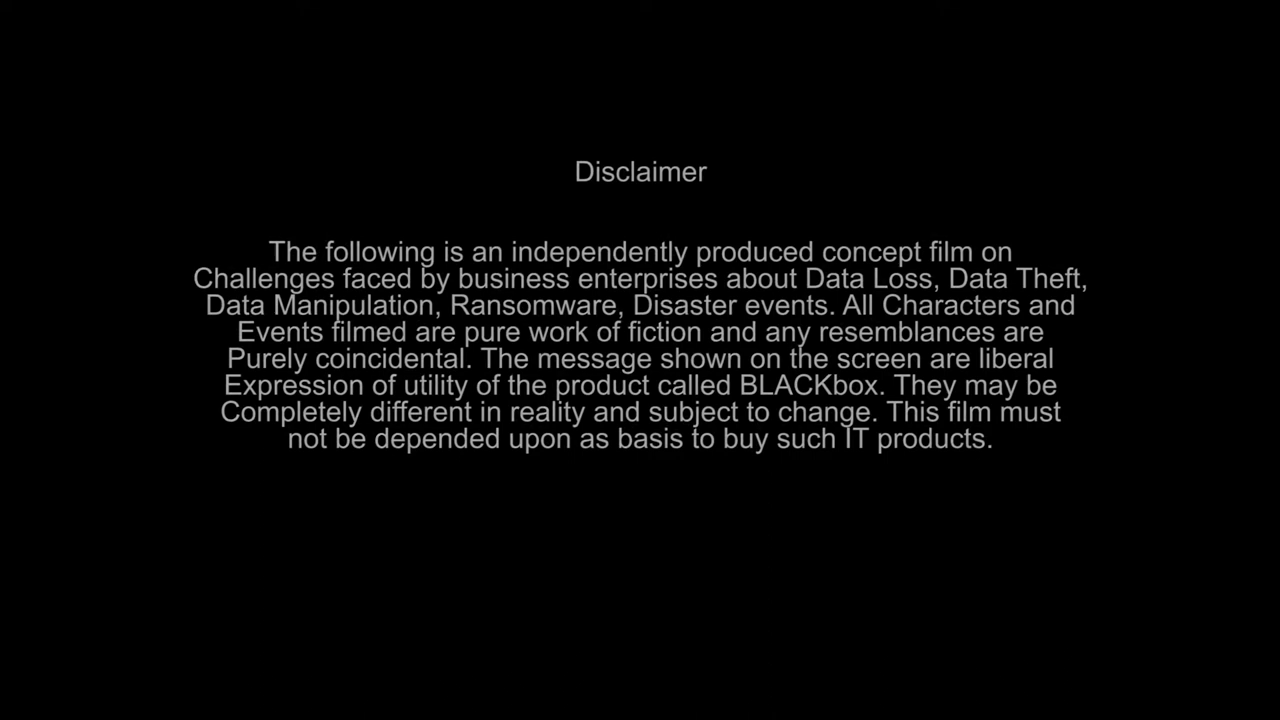 Disclaimer
The following is an independently produced concept film on
Challenges faced by business enterprises about Data Loss, Data Theft,
Data Manipulation, Ransomware, Disaster events. All Characters and
Events filmed are pure work of fiction and any resemblances are
Purely coincidental. The message shown on the screen are liberal
Expression of utility of the product called BLACKbox. They may be
Completely different in reality and subject to change. This film must
not be depended upon as basis to buy such IT products.